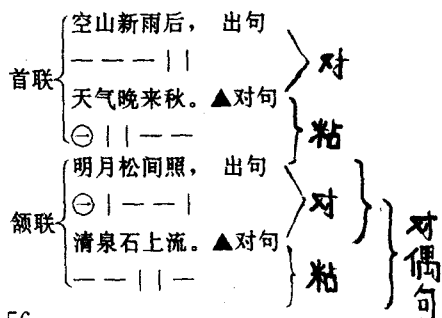 首联
空山新雨后， 出句
— — — | |
对
天气晚来秋。▲对句
㊀ | | — —
粘
颔联
明月松间照， 出句
㊀ | — — |
对
清泉石上流。▲对句
— — | | —
粘
对偶句